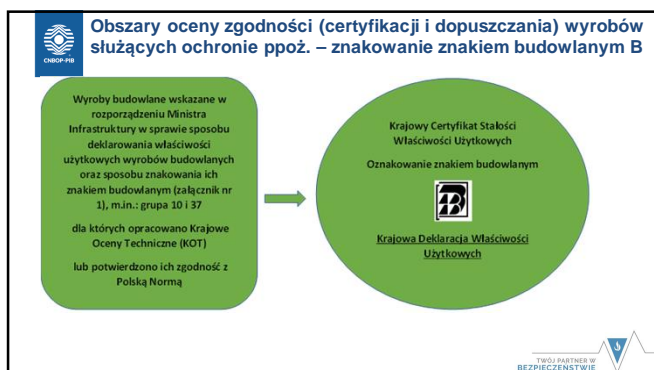 Obszary oceny zgodności (certyfikacji i dopuszczania) wyrobów
służących ochronie ppoż. – znakowanie znakiem budowlanym B
CNBOP-PIB
Wyroby budowlane wskazane w
rozporządzeniu Ministra
Infrastruktury w sprawie sposobu
deklarowania właściwości
użytkowych wyrobów budowlanych
oraz sposobu znakowania ich
znakiem budowlanym (załącznik nr
1), m.in.: grupa 10 i 37
dla których opracowano Krajowe
Oceny Techniczne (KOT)
lub potwierdzono ich zgodność z
Polską Normą
Krajowy Certyfikat Stałości
Właściwości Użytkowych
Oznakowanie znakiem budowlanym
B
Krajowa Deklaracja Właściwości
Użytkowych
TWÓJ PARTNER W
BEZPIECZEŃSTWIE